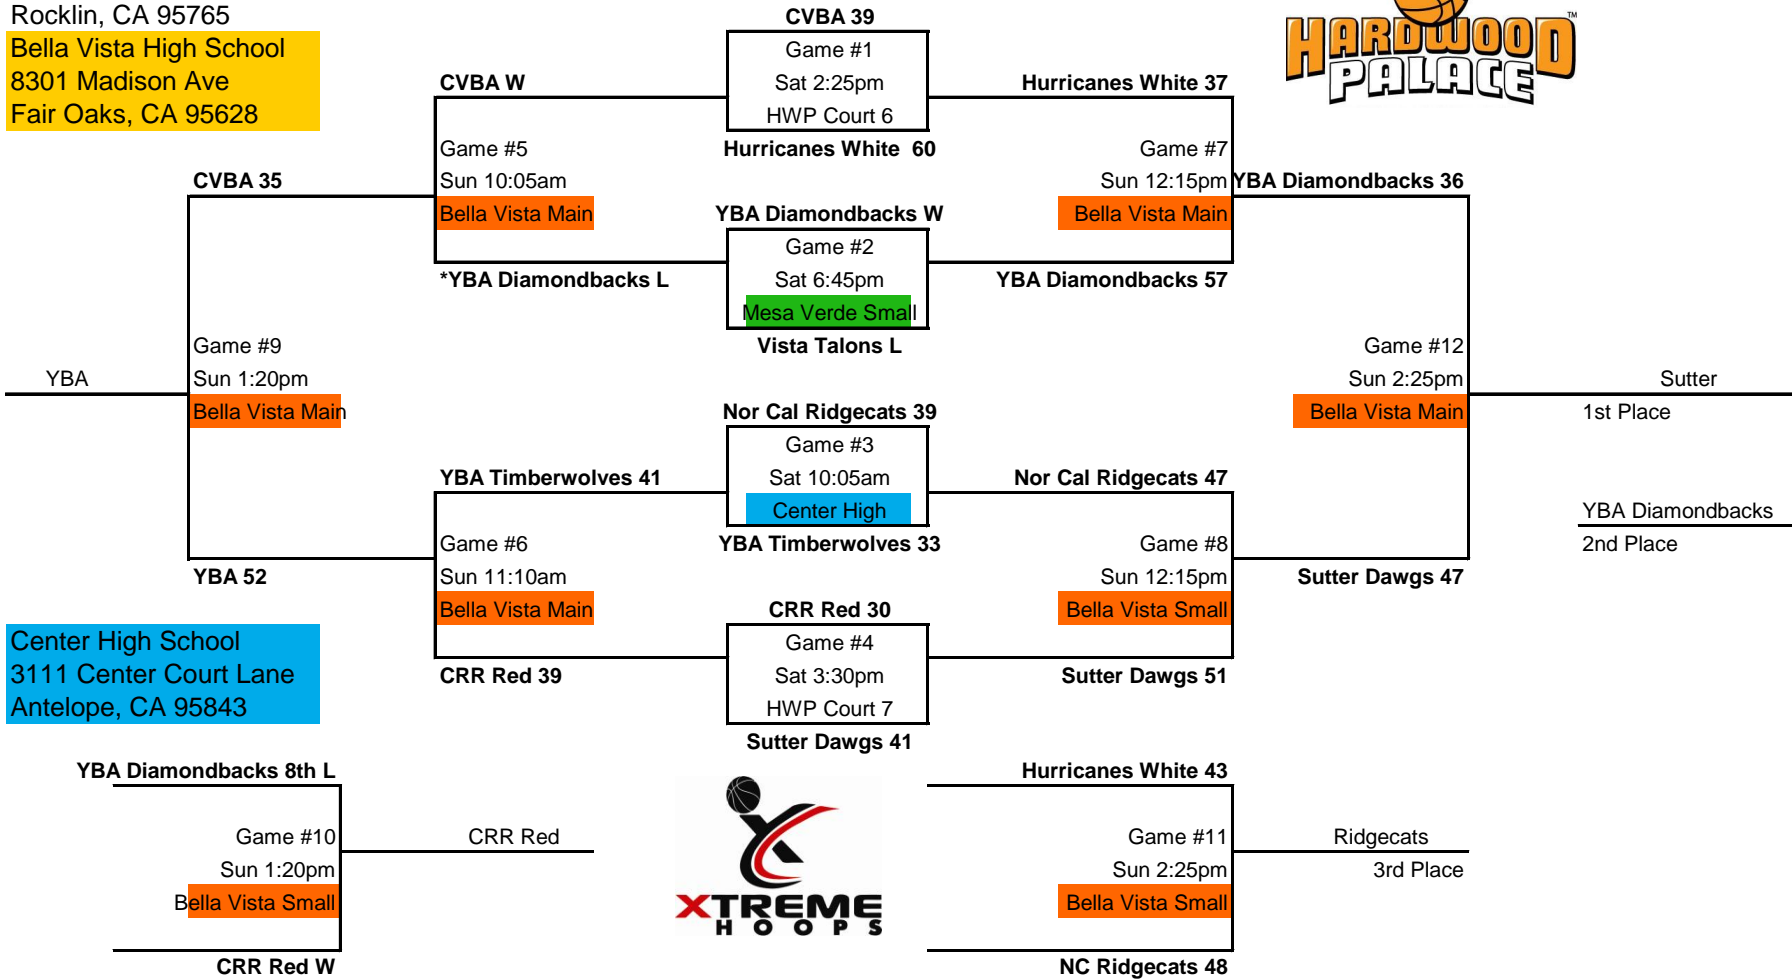 Rocklin, CA 95765
Bella Vista High School
8301 Madison Ave
Fair Oaks, CA 95628
CVBA 39
Game #1
Sat 2:25pm
HWP Court 6
Hurricanes White 60
HARDWOOD
PALACE
TM
CVBA W
Hurricanes White 37
Game #5
Sun 10:05am
Bella Vista Main
Game #7
Sun 12:15pm
Bella Vista Main
CVBA 35
YBA Diamondbacks 36
YBA Diamondbacks W
Game #2
Sat 6:45pm
Mesa Verde Small
Vista Talons L
*YBA Diamondbacks L
YBA Diamondbacks 57
Game #9
Sun 1:20pm
Bella Vista Main
YBA
Game #12
Sun 2:25pm
Bella Vista Main
Sutter
1st Place
Nor Cal Ridgecats 39
Game #3
Sat 10:05am
Center High
YBA Timberwolves 33
YBA Timberwolves 41
Nor Cal Ridgecats 47
YBA Diamondbacks
2nd Place
Game #6
Sun 11:10am
Bella Vista Main
Game #8
Sun 12:15pm
Bella Vista Small
YBA 52
Sutter Dawgs 47
CRR Red 30
Game #4
Sat 3:30pm
HWP Court 7
Sutter Dawgs 41
CRR Red 39
Sutter Dawgs 51
Center High School
3111 Center Court Lane
Antelope, CA 95843
YBA Diamondbacks 8th L
Game #10
Sun 1:20pm
Bella Vista Small
CRR Red W
CRR Red
XTREME
HOOPS
Hurricanes White 43
Game #11
Sun 2:25pm
Bella Vista Small
NC Ridgecats 48
Ridgecats
3rd Place